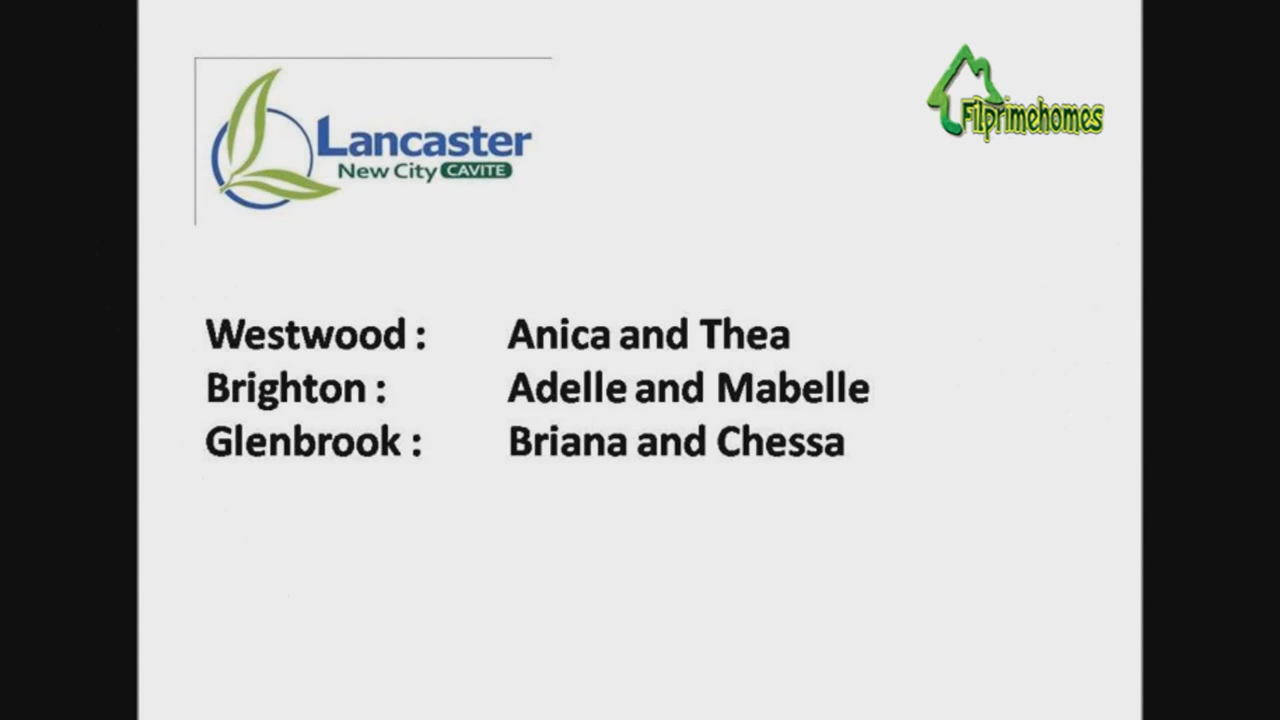 Lancaster
New City CAVITE
Filprimehomes
Westwood : Anica and Thea
Brighton : Adelle and Mabelle
Glenbrook : Briana and Chessa